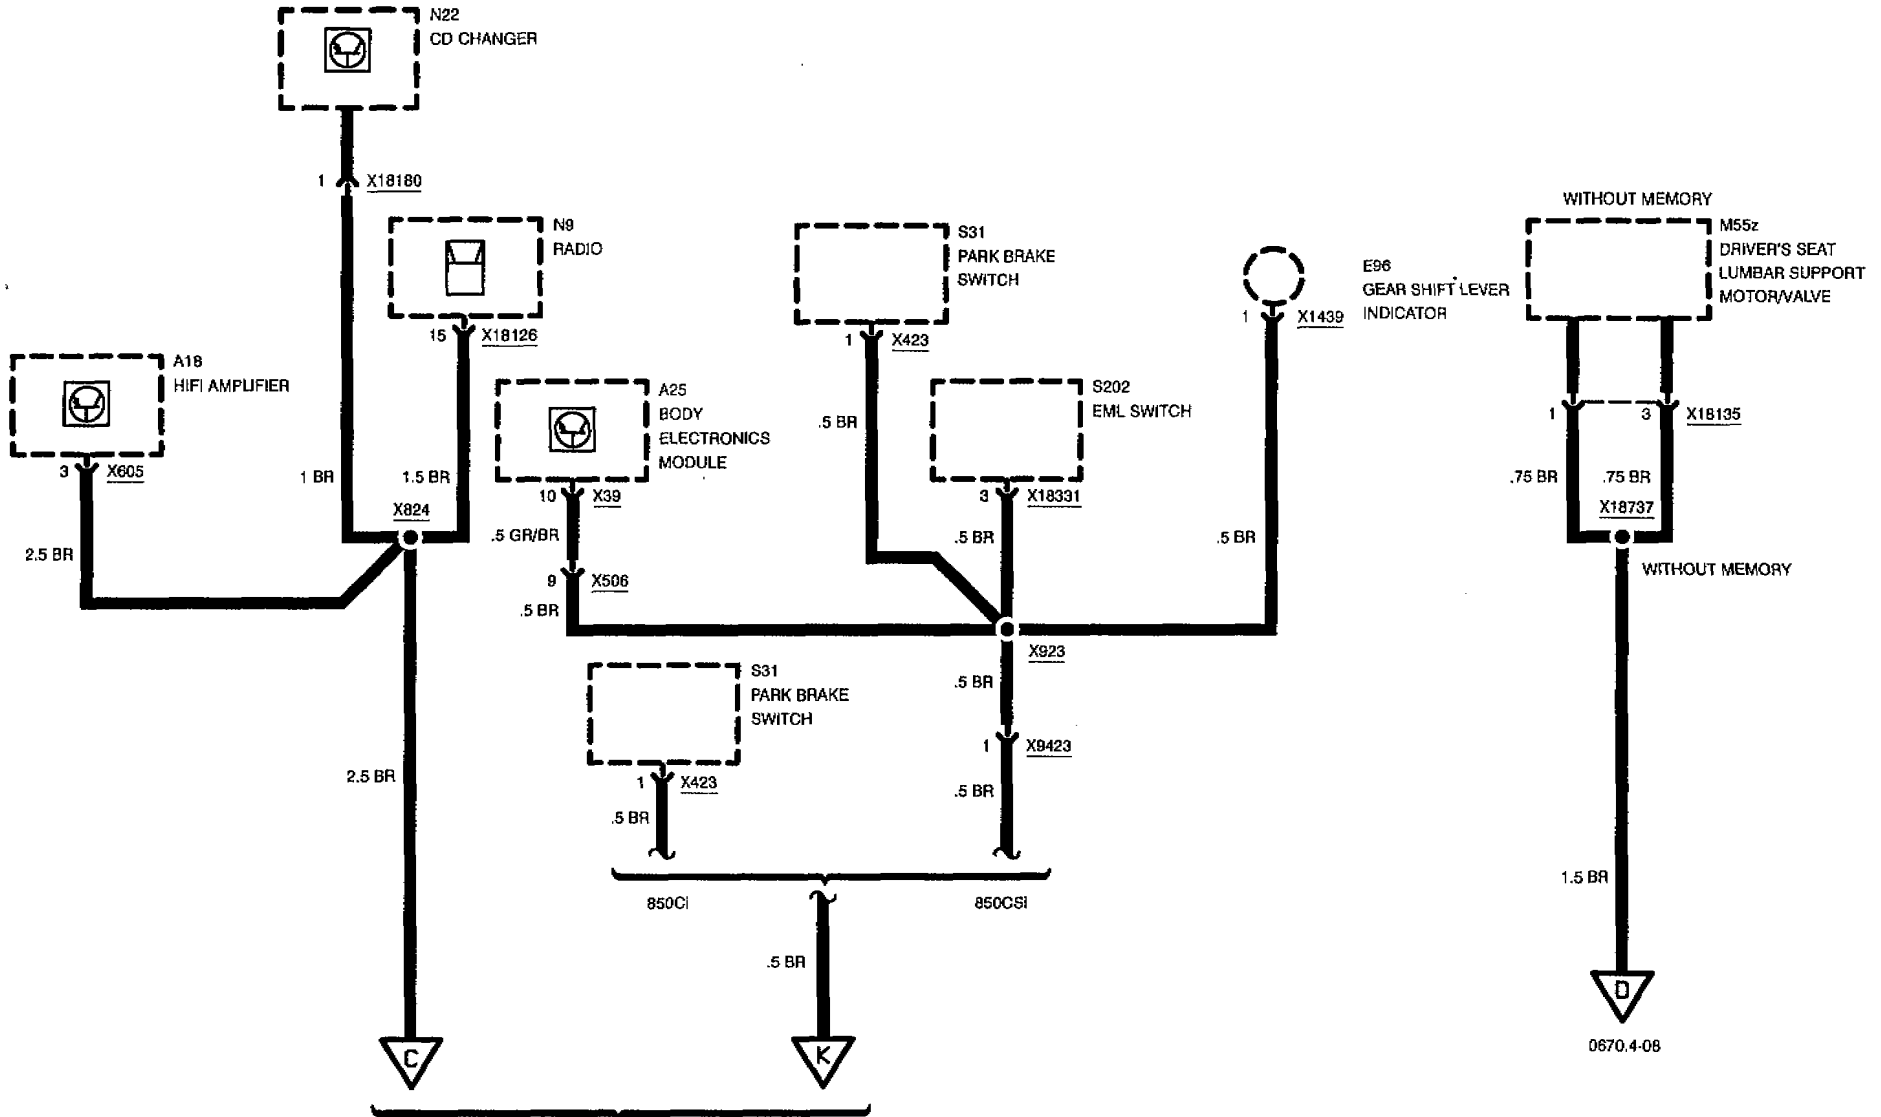 N22
CD CHANGER
1 X18180
N9
RADIO
15 X18126
A18
HIFI AMPLIFIER
3 X605
1 BR
1.5 BR
X824
2.5 BR
2.5 BR
C
A25
BODY
ELECTRONICS
MODULE
10 X39
.5 GR/BR
9 X506
.5 BR
S31
PARK BRAKE
SWITCH
1 X423
.5 BR
S202
EML SWITCH
3 X18331
.5 BR
E96
GEAR SHIFT LEVER
INDICATOR
1 X1439
.5 BR
X923
.5 BR
1 X9423
.5 BR
S31
PARK BRAKE
SWITCH
1 X423
.5 BR
850Ci
850CSi
.5 BR
K
WITHOUT MEMORY
M55z
DRIVER'S SEAT
LUMBAR SUPPORT
MOTOR/VALVE
1 3 X18135
.75 BR .75 BR
X18737
WITHOUT MEMORY
1.5 BR
D
0670.4-08